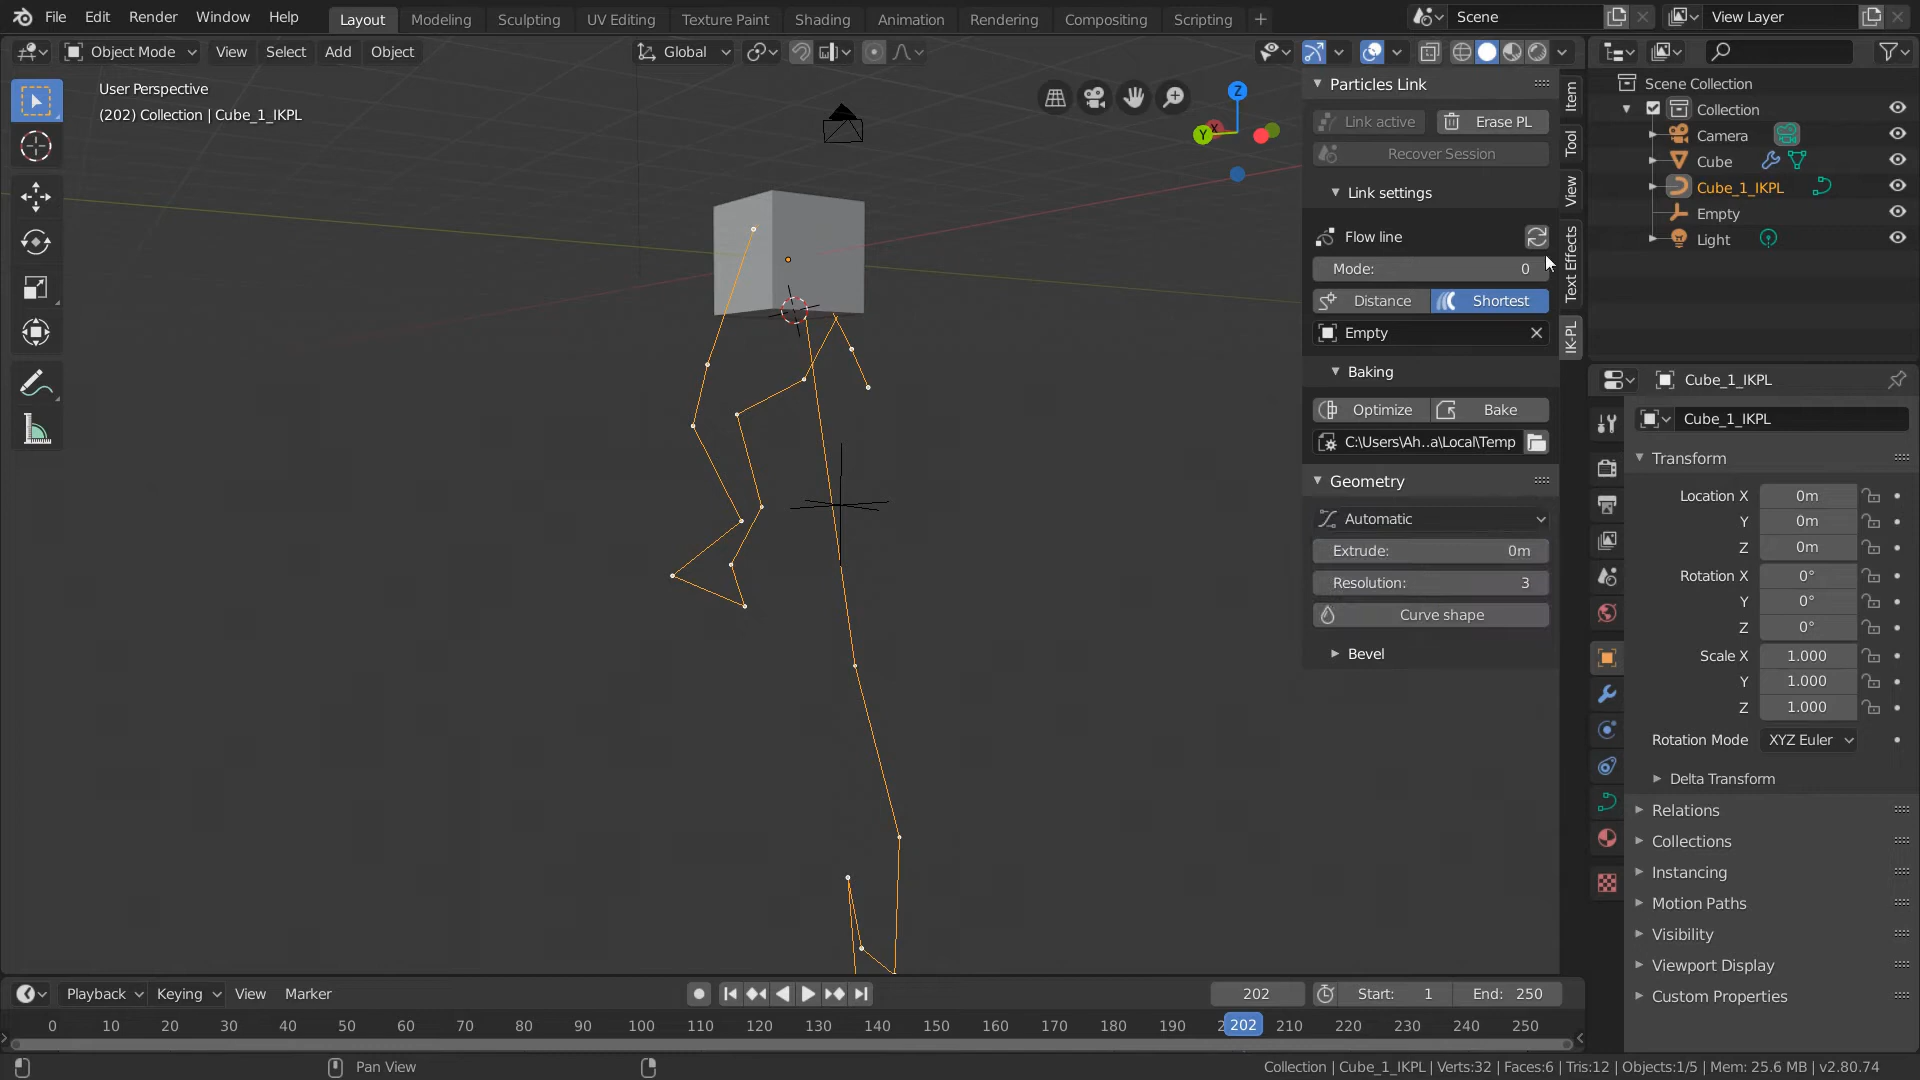 File Edit Render Window Help Layout Modeling Sculpting UV Editing Texture Paint Shading Animation Rendering Compositing Scripting Scene View Layer
Object Mode View Select Add Object Global
User Perspective
(202) Collection | Cube_1_IKPL
Z
Y
X
Particles Link
Link active Erase PL
Recover Session
Link settings
Flow line
Mode: 0
Distance Shortest
Empty
Baking
Optimize Bake
C:\Users\Ah..a\Local\Temp
Geometry
Automatic
Extrude: 0m
Resolution: 3
Curve shape
Bevel
Item
Tool
View
Text Effects
IK-PL
Scene Collection
Collection
Camera
Cube
Cube_1_IKPL
Empty
Light
Cube_1_IKPL
Cube_1_IKPL
Transform
Location X 0m
Y 0m
Z 0m
Rotation X 0°
Y 0°
Z 0°
Scale X 1.000
Y 1.000
Z 1.000
Rotation Mode XYZ Euler
Delta Transform
Relations
Collections
Instancing
Motion Paths
Visibility
Viewport Display
Custom Properties
Playback Keying View Marker 202 Start: 1 End: 250
0 10 20 30 40 50 60 70 80 90 100 110 120 130 140 150 160 170 180 190 202 210 220 230 240 250
Pan View Collection | Cube_1_IKPL | Verts:32 | Faces:6 | Tris:12 | Objects:1/5 | Mem: 25.6 MB | v2.80.74